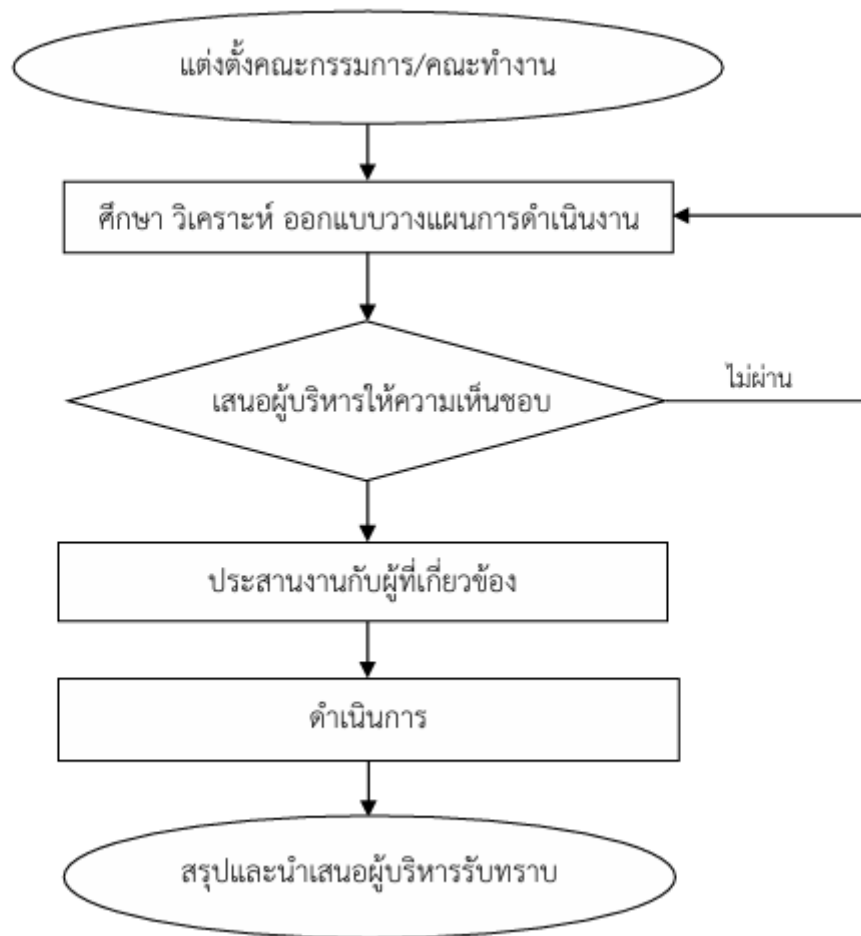 แต่งตั้งคณะกรรมการ/คณะทำงาน
ศึกษา วิเคราะห์ ออกแบบวางแผนการดำเนินงาน
เสนอผู้บริหารให้ความเห็นชอบ
ไม่ผ่าน
ประสานงานกับผู้ที่เกี่ยวข้อง
ดำเนินการ
สรุปและนำเสนอผู้บริหารรับทราบ